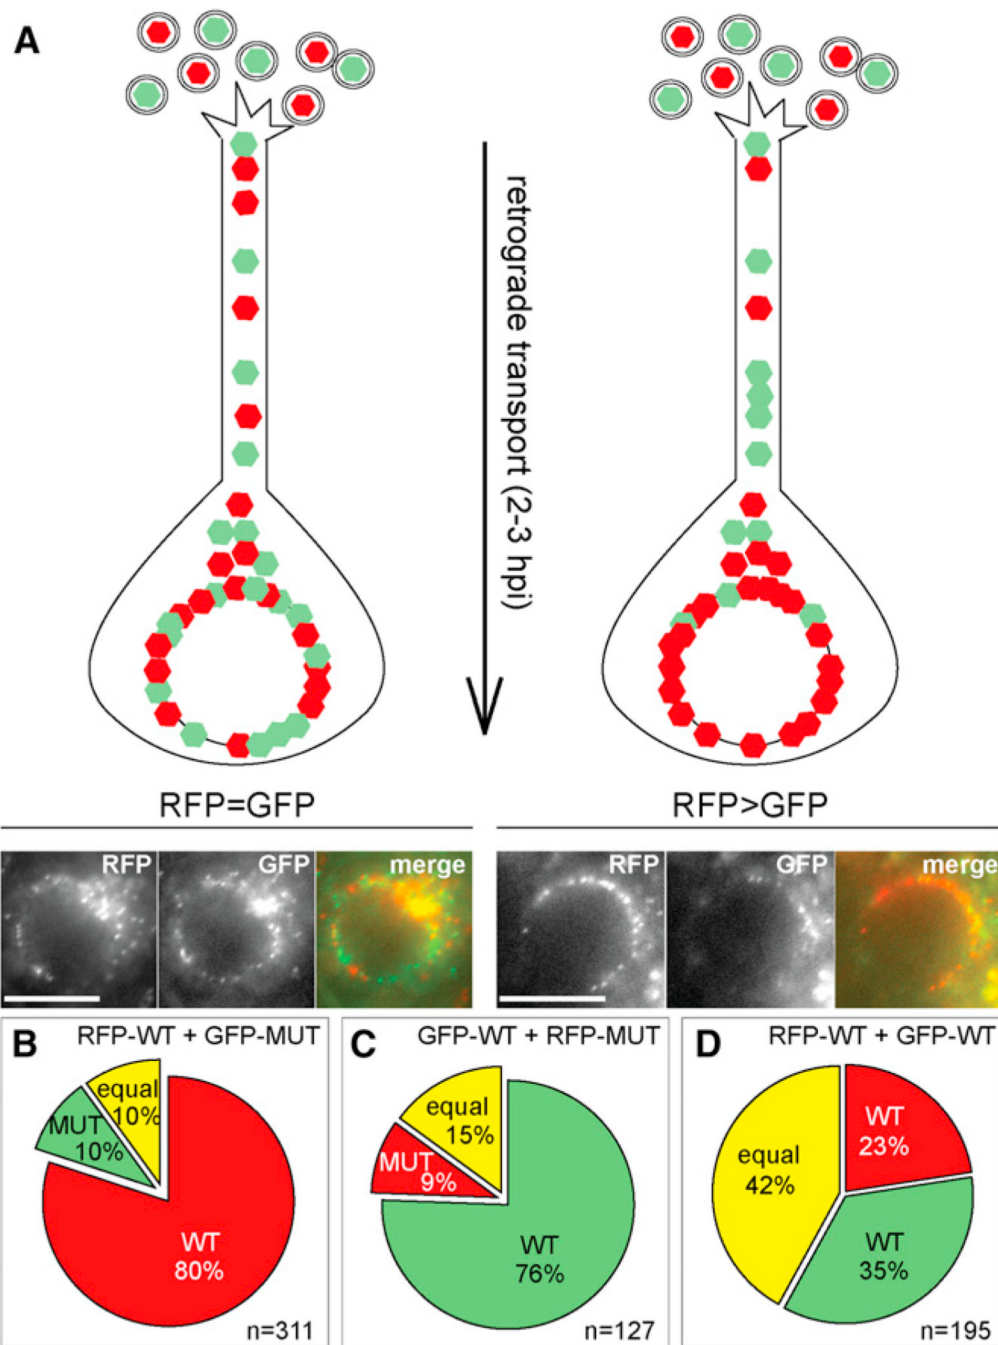 A
retrograde transport (2-3 hpi)
RFP=GFP
RFP>GFP
RFP
GFP
merge
RFP
GFP
merge
B
RFP-WT + GFP-MUT
equal
10%
MUT
10%
WT
80%
n=311
C
GFP-WT + RFP-MUT
equal
15%
MUT
9%
WT
76%
n=127
D
RFP-WT + GFP-WT
WT
23%
equal
42%
WT
35%
n=195